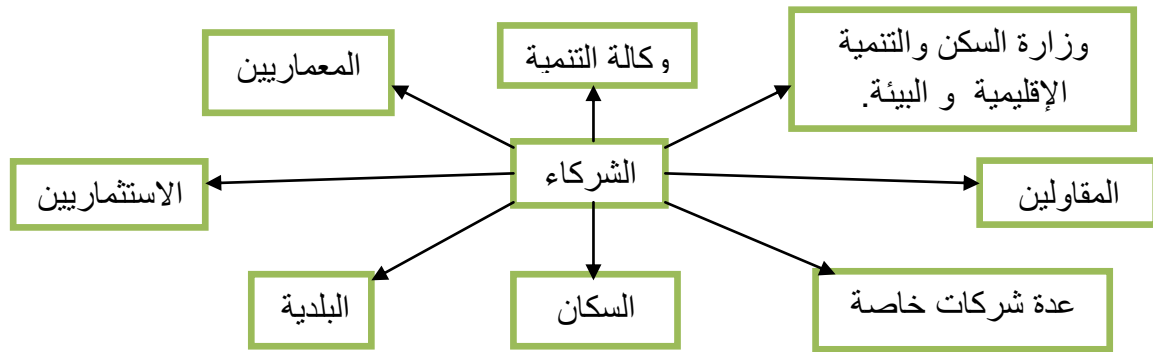 وزارة السكن والتنمية
الإقليمية و البيئة.
وكالة التنمية
المعماريين
الشركاء
المقاولين
الاستثماريين
عدة شركات خاصة
السكان
البلدية